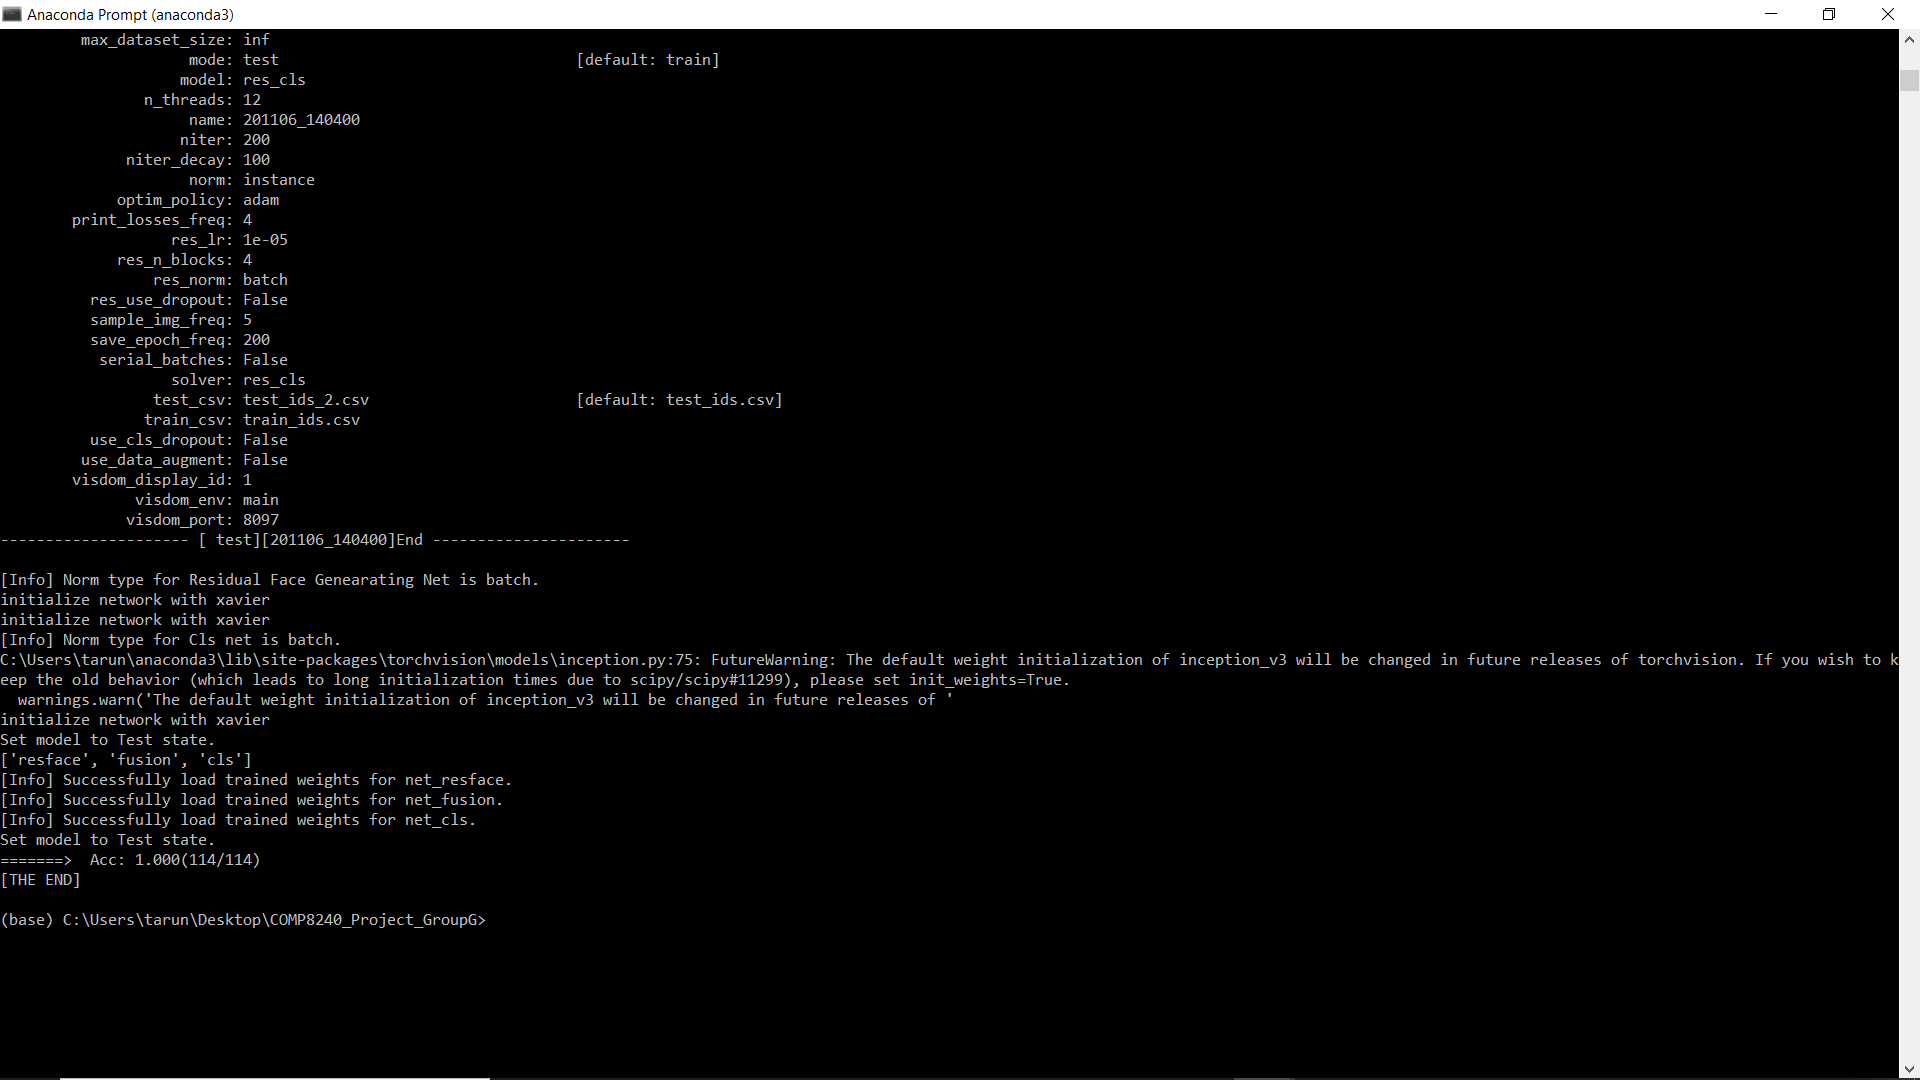 Anaconda Prompt (anaconda3)
max_dataset_size: inf
mode: test [default: train]
model: res_cls
n_threads: 12
name: 201106_140400
niter: 200
niter_decay: 100
norm: instance
optim_policy: adam
print_losses_freq: 4
res_lr: 1e-05
res_n_blocks: 4
res_norm: batch
res_use_dropout: False
sample_img_freq: 5
save_epoch_freq: 200
serial_batches: False
solver: res_cls
test_csv: test_ids_2.csv [default: test_ids.csv]
train_csv: train_ids.csv
use_cls_dropout: False
use_data_augment: False
visdom_display_id: 1
visdom_env: main
visdom_port: 8097
--------------------- [ test][201106_140400]End ----------------------
[Info] Norm type for Residual Face Genearating Net is batch.
initialize network with xavier
initialize network with xavier
[Info] Norm type for Cls net is batch.
C:\Users\tarun\anaconda3\lib\site-packages\torchvision\models\inception.py:75: FutureWarning: The default weight initialization of inception_v3 will be changed in future releases of torchvision. If you wish to k
eep the old behavior (which leads to long initialization times due to scipy/scipy#11299), please set init_weights=True.
warnings.warn('The default weight initialization of inception_v3 will be changed in future releases of '
initialize network with xavier
Set model to Test state.
['resface', 'fusion', 'cls']
[Info] Successfully load trained weights for net_resface.
[Info] Successfully load trained weights for net_fusion.
[Info] Successfully load trained weights for net_cls.
Set model to Test state.
=======> Acc: 1.000(114/114)
[THE END]
(base) C:\Users\tarun\Desktop\COMP8240_Project_GroupG>